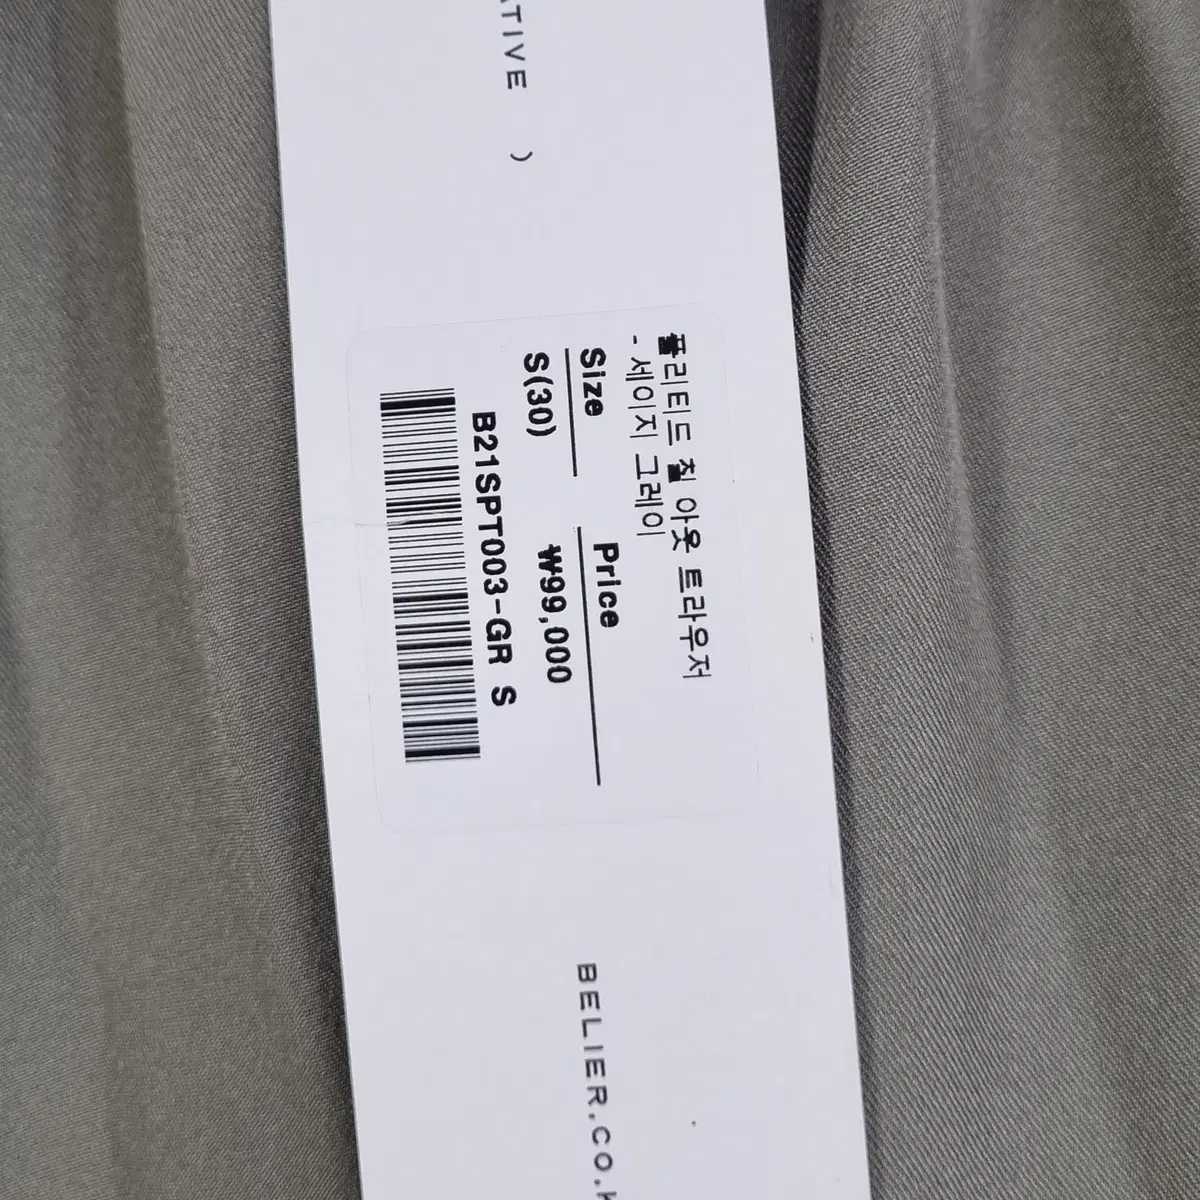 ATIVE )
플리티드 칠 아웃 트라우저
- 세이지 그레이
Size Price
S(30) ₩99,000
B21SPT003-GR S
BELIER.CO.K